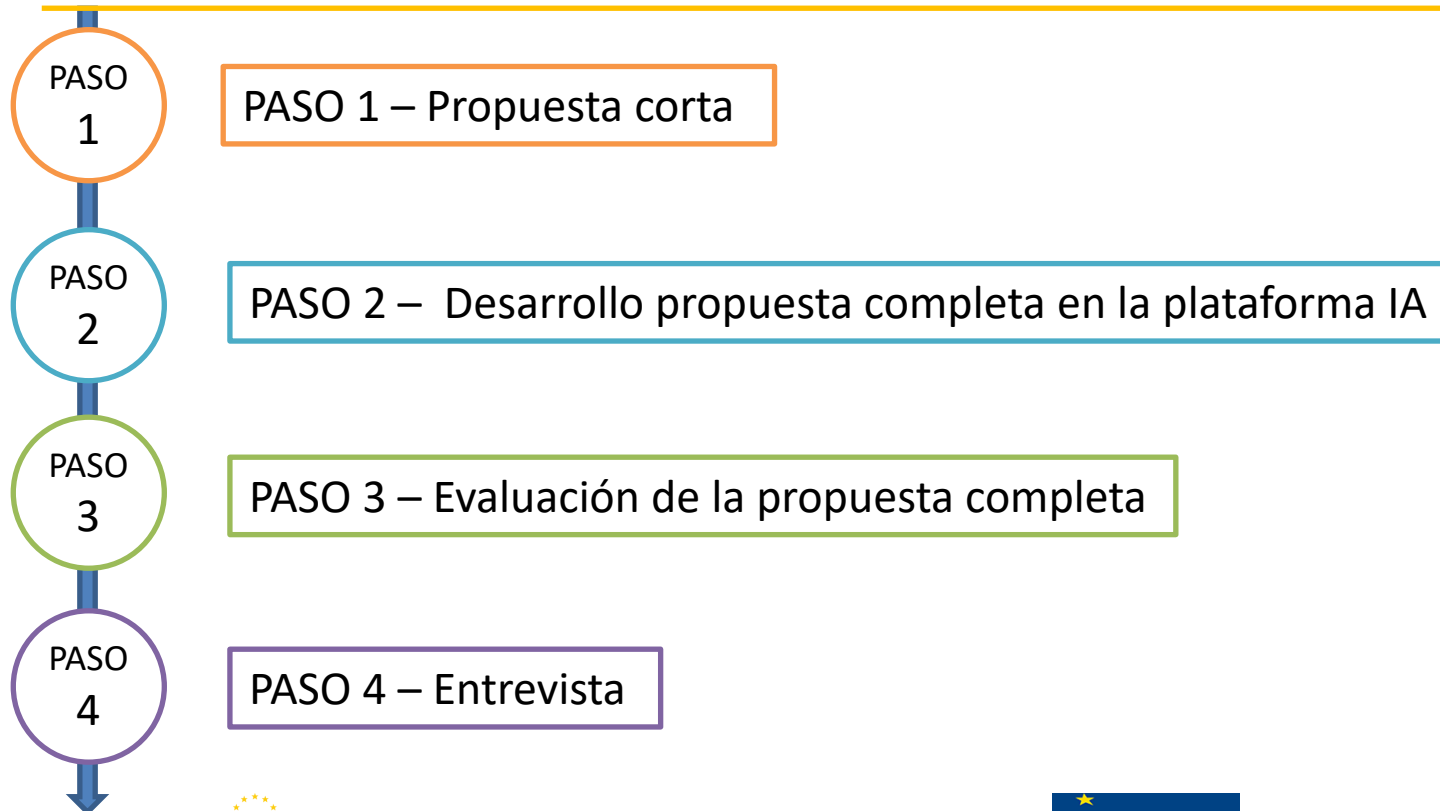 PASO
1
PASO 1 – Propuesta corta
PASO
2
PASO 2 –  Desarrollo propuesta completa en la plataforma IA
PASO
3
PASO 3 – Evaluación de la propuesta completa
PASO
4
PASO 4 – Entrevista